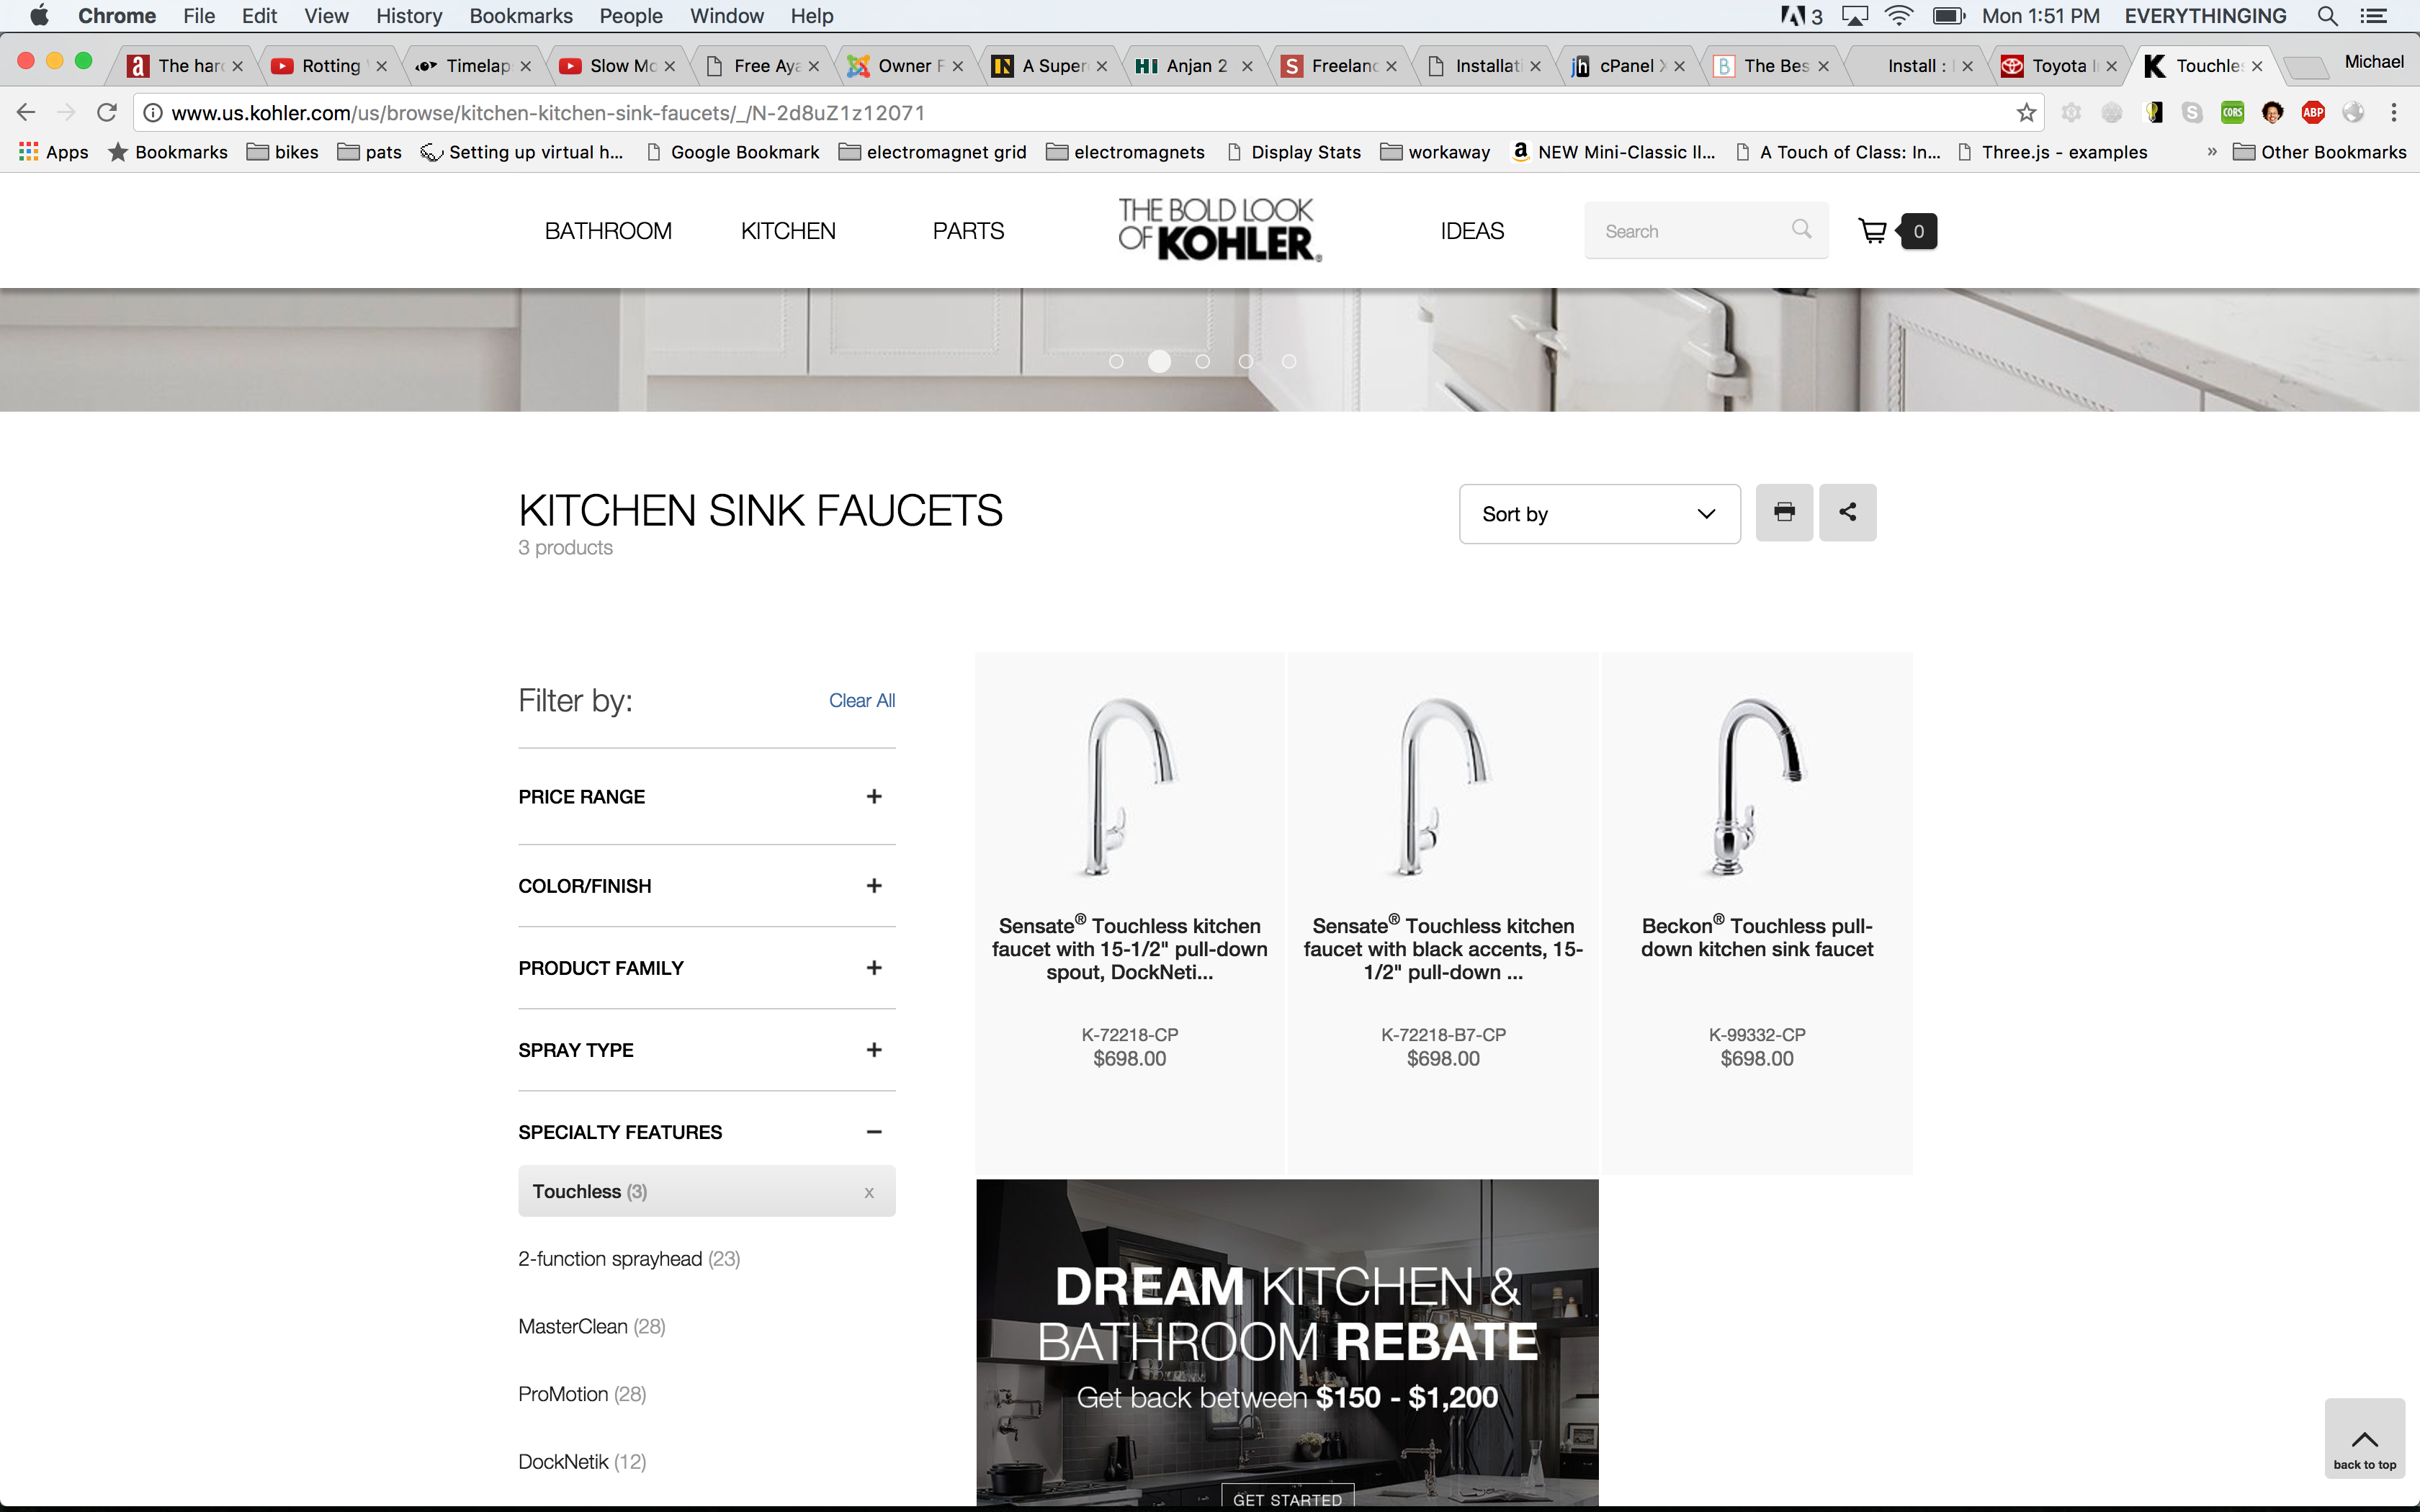 Chrome File Edit View History Bookmarks People Window Help
3 Mon 1:51 PM EVERYTHINGING
The har Rotting Timelap Slow Mo Free Aya Owner F A Super Anjan 2 Freelanc Installati cPanel X The Bes Install : Toyota Touchles Michael
www.us.kohler.com/us/browse/kitchen-kitchen-sink-faucets/_/N-2d8uZ1z12071
CORS ABP
Apps Bookmarks bikes pats Setting up virtual h... Google Bookmark electromagnet grid electromagnets Display Stats workaway NEW Mini-Classic II... A Touch of Class: In... Three.js - examples » Other Bookmarks
BATHROOM KITCHEN PARTS
THE BOLD LOOK
OF KOHLER®
IDEAS Search 0
KITCHEN SINK FAUCETS
3 products
Sort by
Filter by: Clear All
PRICE RANGE +
COLOR/FINISH +
PRODUCT FAMILY +
SPRAY TYPE +
SPECIALTY FEATURES −
Touchless (3) x
2-function sprayhead (23)
MasterClean (28)
ProMotion (28)
DockNetik (12)
Sensate® Touchless kitchen
faucet with 15-1/2" pull-down
spout, DockNeti...
K-72218-CP
$698.00
Sensate® Touchless kitchen
faucet with black accents, 15-
1/2" pull-down ...
K-72218-B7-CP
$698.00
Beckon® Touchless pull-
down kitchen sink faucet
K-99332-CP
$698.00
DREAM KITCHEN &
BATHROOM REBATE
Get back between $150 - $1,200
GET STARTED
back to top